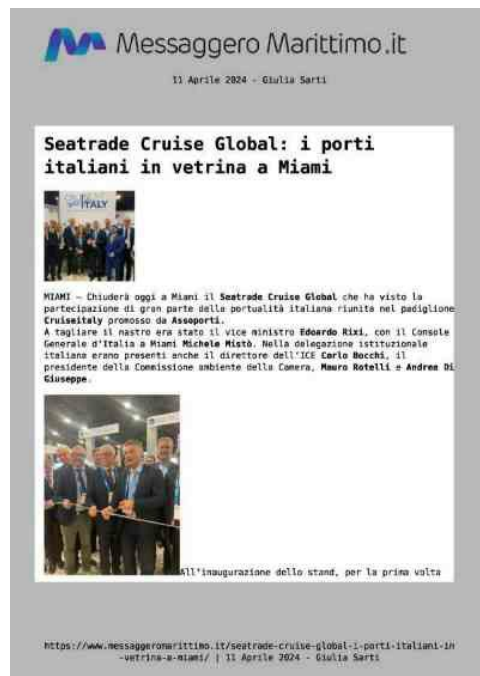 Messaggero Marittimo.it
11 Aprile 2024 - Giulia Sarti
Seatrade Cruise Global: i porti
italiani in vetrina a Miami
ITALY
MIAMI – Chiuderà oggi a Miami il Seatrade Cruise Global che ha visto la
partecipazione di gran parte della portualità italiana riunita nel padiglione
Cruiseitaly promosso da Assoporti.
A tagliare il nastro era stato il vice ministro Edoardo Rixi, con il Console
Generale d'Italia a Miami Michele Mistò. Nella delegazione istituzionale
italiana erano presenti anche il direttore dell'ICE Carlo Bocchi, il
presidente della Commissione ambiente della Camera, Mauro Rotelli e Andrea Di
Giuseppe.
All'inaugurazione dello stand, per la prima volta
https://www.messaggeromarittimo.it/seatrade-cruise-global-i-porti-italiani-in
-vetrina-a-miami/ | 11 Aprile 2024 - Giulia Sarti